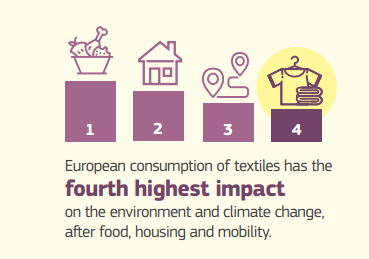 1
2
3
4
European consumption of textiles has the
fourth highest impact
on the environment and climate change,
after food, housing and mobility.